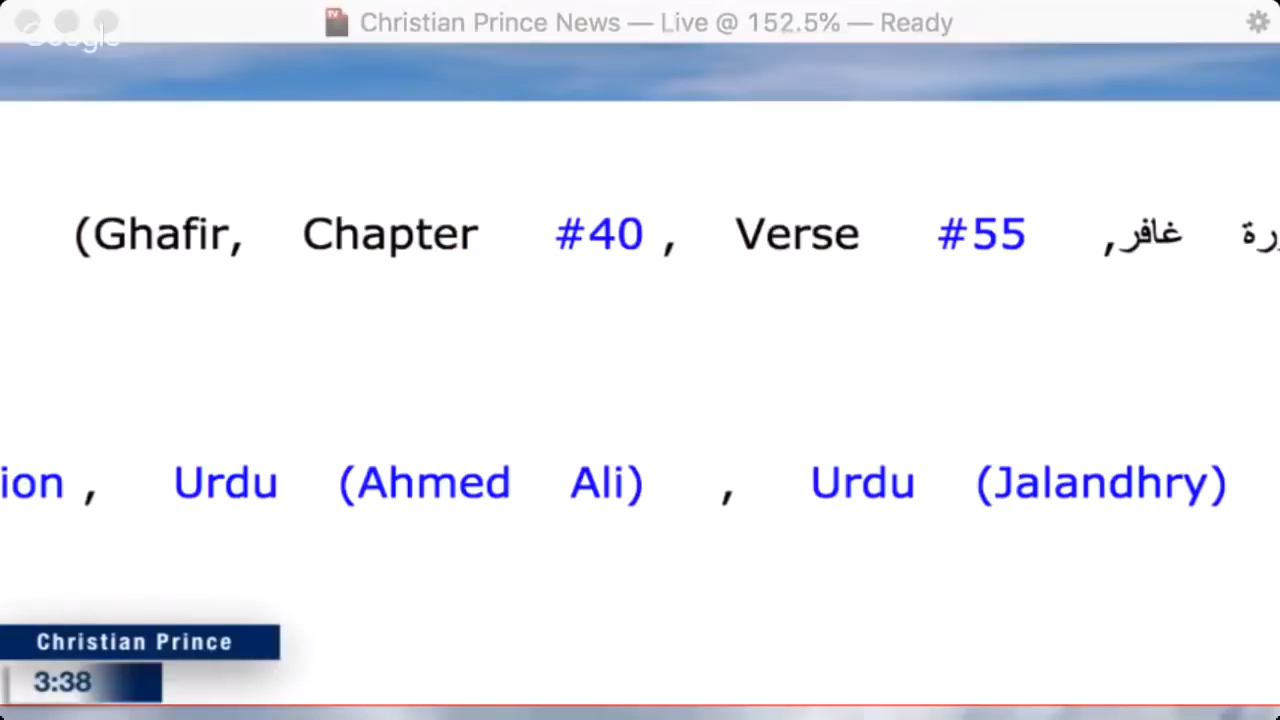 Christian Prince News — Live @ 152.5% — Ready
Google
(Ghafir, Chapter #40 , Verse #55 ,غافر
ion , Urdu (Ahmed Ali) , Urdu (Jalandhry)
Christian Prince
3:38